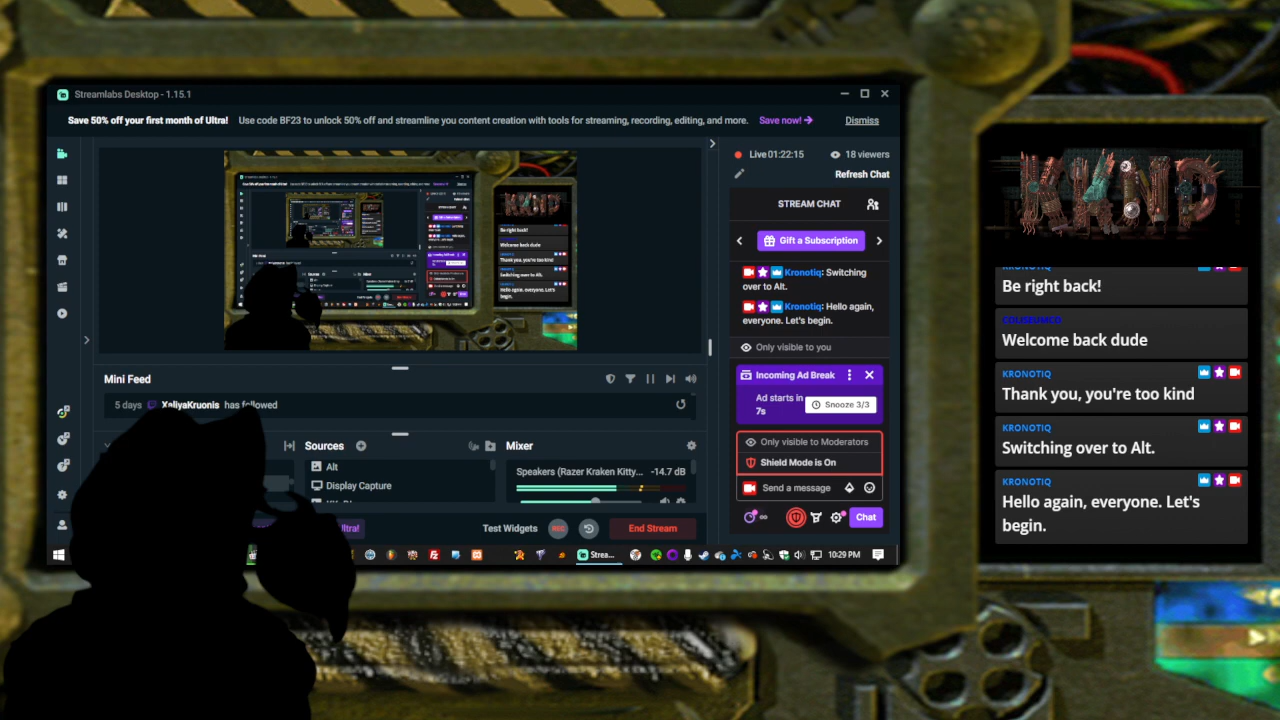 Streamlabs Desktop - 1.15.1
Save 50% off your first month of Ultra! Use code BF23 to unlock 50% off and streamline you content creation with tools for streaming, recording, editing, and more. Save now! Dismiss
Live 01:22:15 18 viewers
Refresh Chat
STREAM CHAT
Gift a Subscription
Kronotiq: Switching
over to Alt.
Kronotiq: Hello again,
everyone. Let's begin.
Only visible to you
Incoming Ad Break
Ad starts in
7s
Snooze 3/3
Only visible to Moderators
Shield Mode is On
Send a message
Chat
Mini Feed
5 days XaliyaKruonis has followed
Sources
Alt
Display Capture
Mixer
Speakers (Razer Kraken Kitty... -14.7 dB
Ultra!
Test Widgets REC End Stream
Strea... 10:29 PM
KKND
KRONOTIQ
Be right back!
COLISEUMCO
Welcome back dude
KRONOTIQ
Thank you, you're too kind
KRONOTIQ
Switching over to Alt.
KRONOTIQ
Hello again, everyone. Let's
begin.